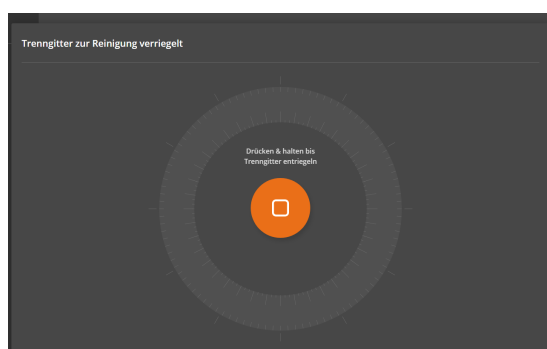 Trenngitter zur Reinigung verriegelt
Drücken & halten bis
Trenngitter entriegeln